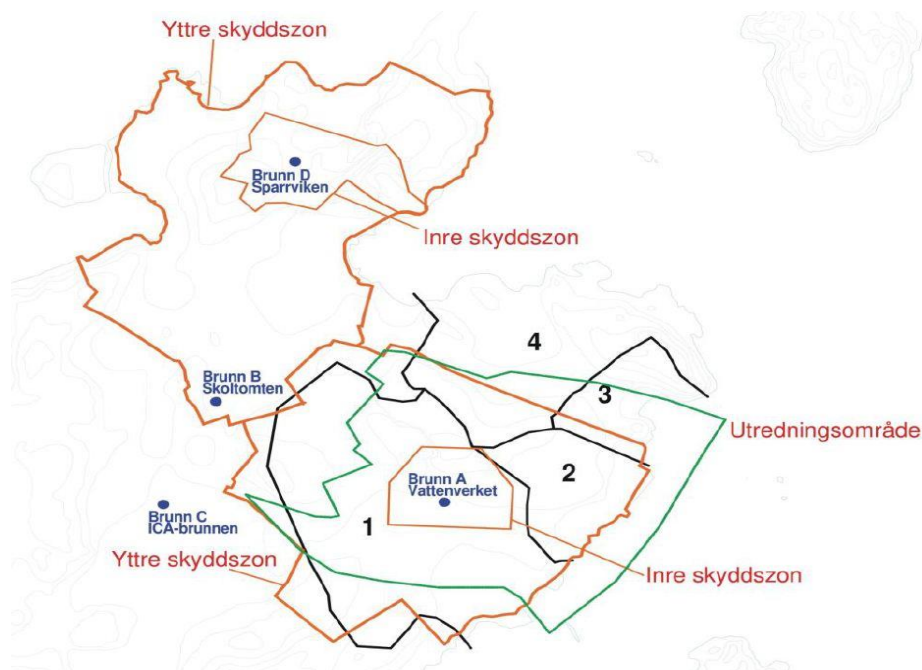 Yttre skyddszon
Brunn D
Sparrviken
Inre skyddszon
4
3
Brunn B
Skoltomten
Utredningsområde
2
Brunn A
Vattenverket
Brunn C
ICA-brunnen
1
Yttre skyddszon
Inre skyddszon